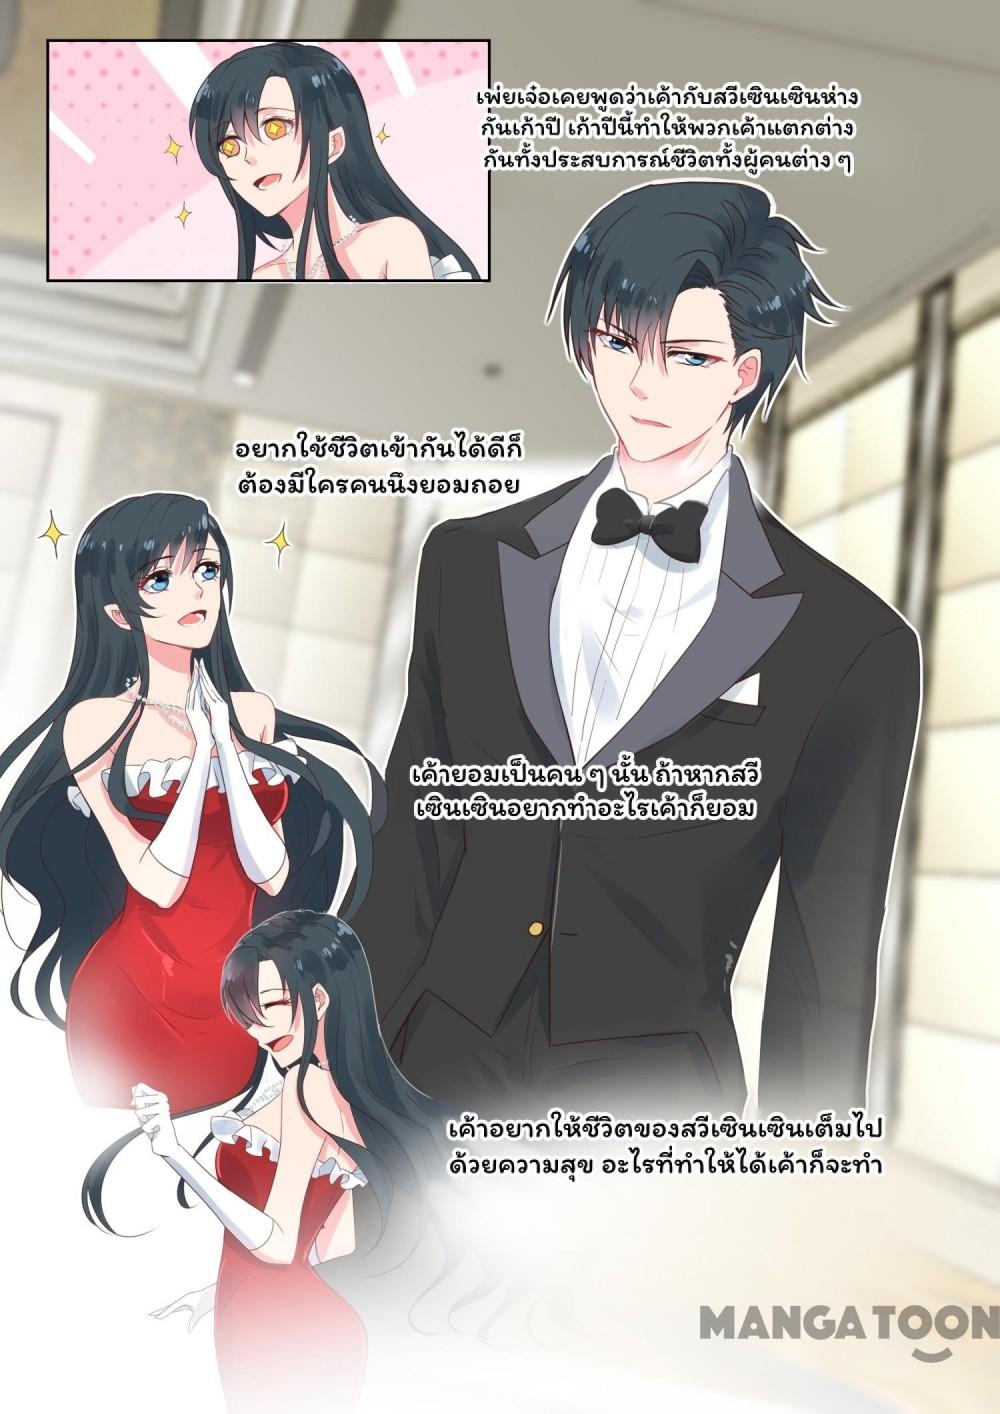 เพ่ยเจ๋อเคยพูดว่าเค้ากับสวีเซินเซินห่าง
กันเก้าปี เก้าปีนี้ทำให้พวกเค้าแตกต่าง
กันทั้งประสบการณ์ชีวิตทั้งผู้คนต่าง ๆ
อยากใช้ชีวิตเข้ากันได้ดีก็
ต้องมีใครคนนึงยอมถอย
เค้ายอมเป็นคน ๆ นั้น ถ้าหากสวี
เซินเซินอยากทำอะไรเค้าก็ยอม
เค้าอยากให้ชีวิตของสวีเซินเซินเต็มไป
ด้วยความสุข อะไรที่ทำให้ได้เค้าก็จะทำ
MANGATOON